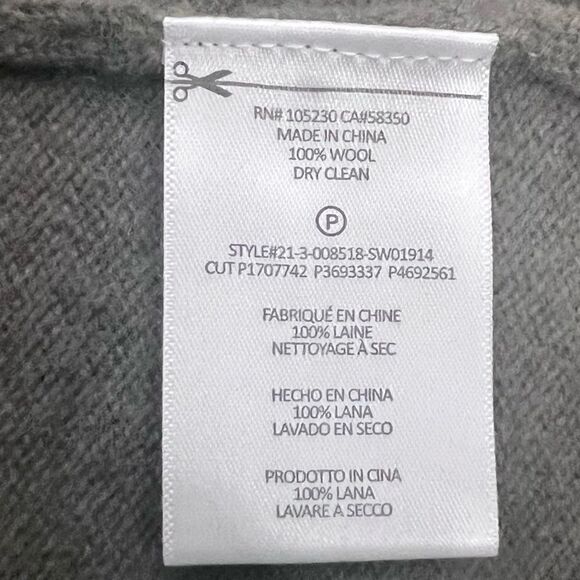 RN# 105230 CA#58350
MADE IN CHINA
100% WOOL
DRY CLEAN
P
STYLE#21-3-008518-SW01914
CUT P1707742 P3693337 P4692561
FABRIQUÉ EN CHINE
100% LAINE
NETTOYAGE À SEC
HECHO EN CHINA
100% LANA
LAVADO EN SECO
PRODOTTO IN CINA
100% LANA
LAVARE A SECCO